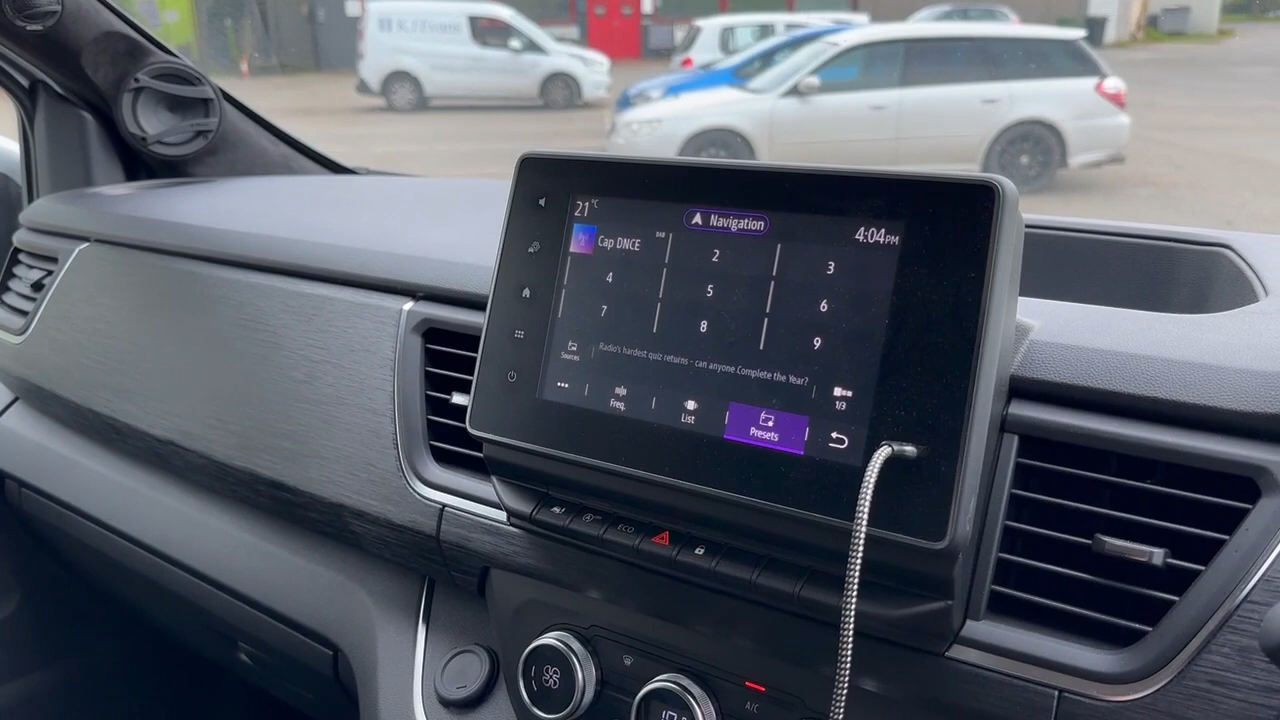 21°C
Navigation
4:04PM
Cap DNCE
DAB
2
3
4
5
6
7
8
9
Sources
Radio's hardest quiz returns - can anyone Complete the Year?
1/3
Freq.
List
Presets
ECO
A/C